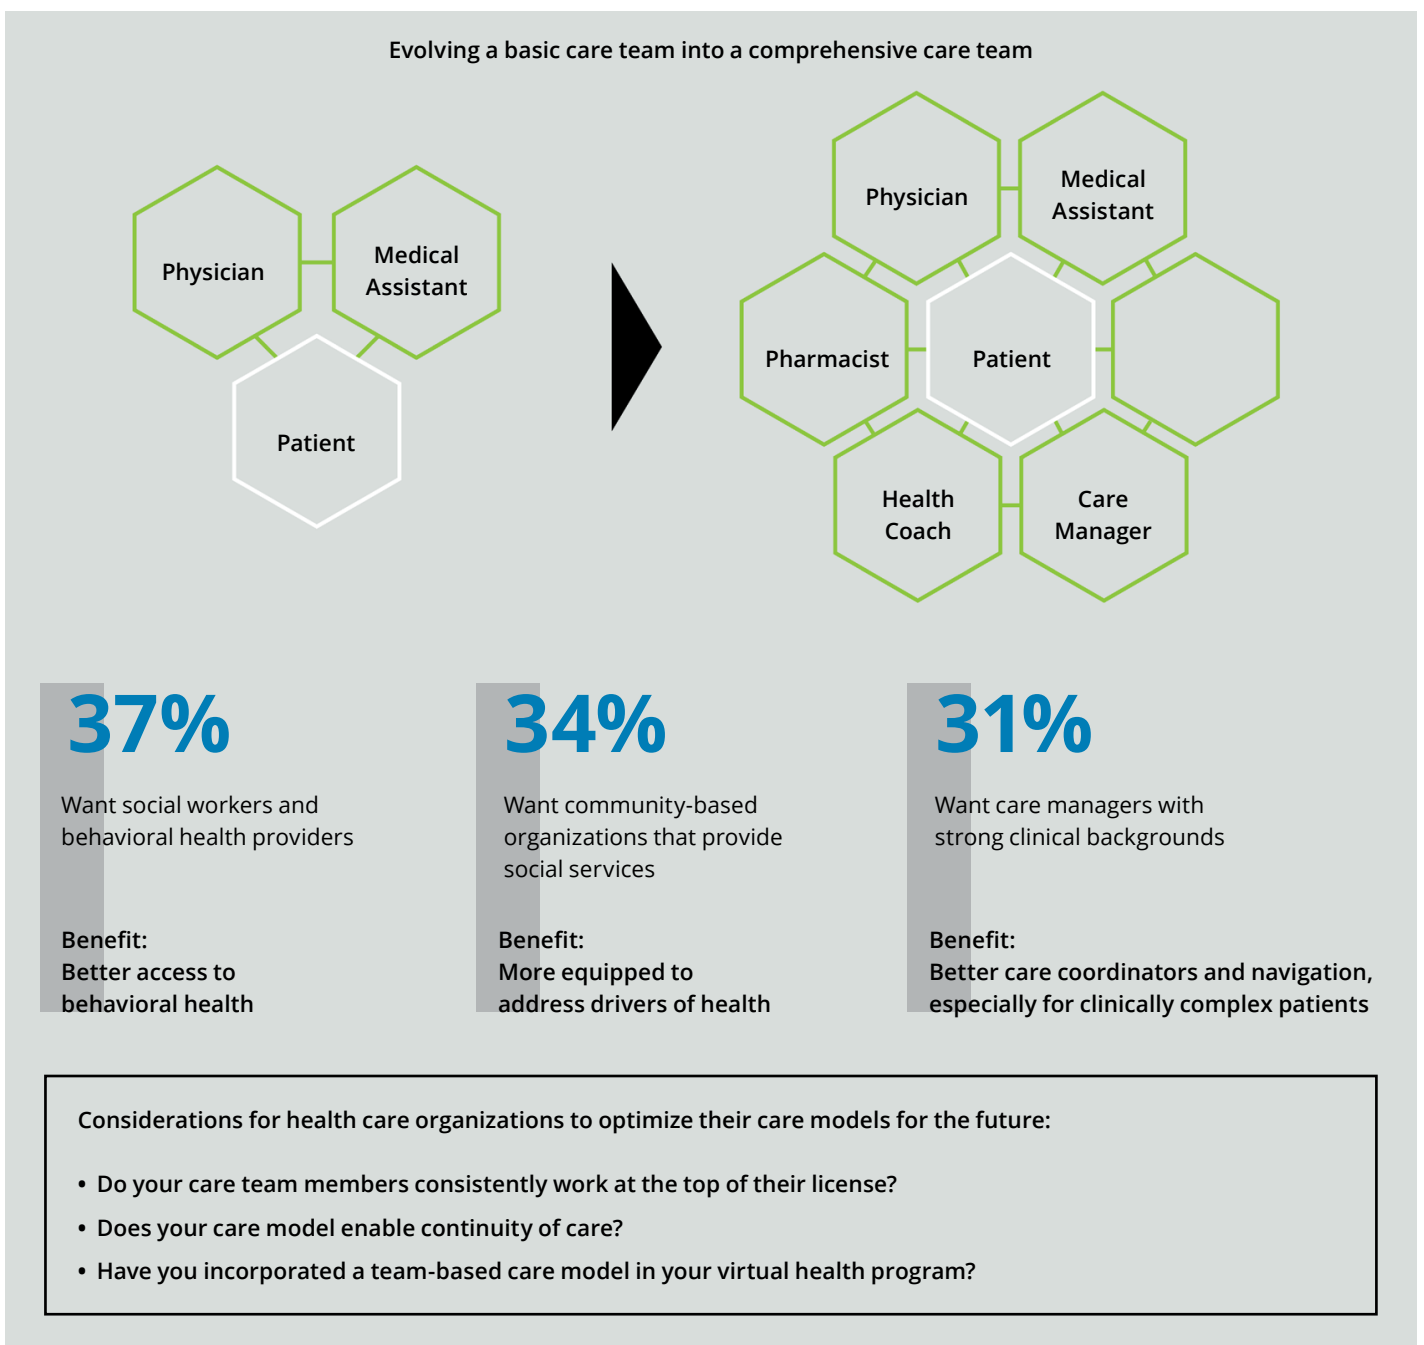 Evolving a basic care team into a comprehensive care team
Physician
Medical
Assistant
Patient
Physician
Medical
Assistant
Pharmacist
Patient
Health
Coach
Care
Manager
37%
Want social workers and
behavioral health providers
Benefit:
Better access to
behavioral health
34%
Want community-based
organizations that provide
social services
Benefit:
More equipped to
address drivers of health
31%
Want care managers with
strong clinical backgrounds
Benefit:
Better care coordinators and navigation,
especially for clinically complex patients
Considerations for health care organizations to optimize their care models for the future:
• Do your care team members consistently work at the top of their license?
• Does your care model enable continuity of care?
• Have you incorporated a team-based care model in your virtual health program?